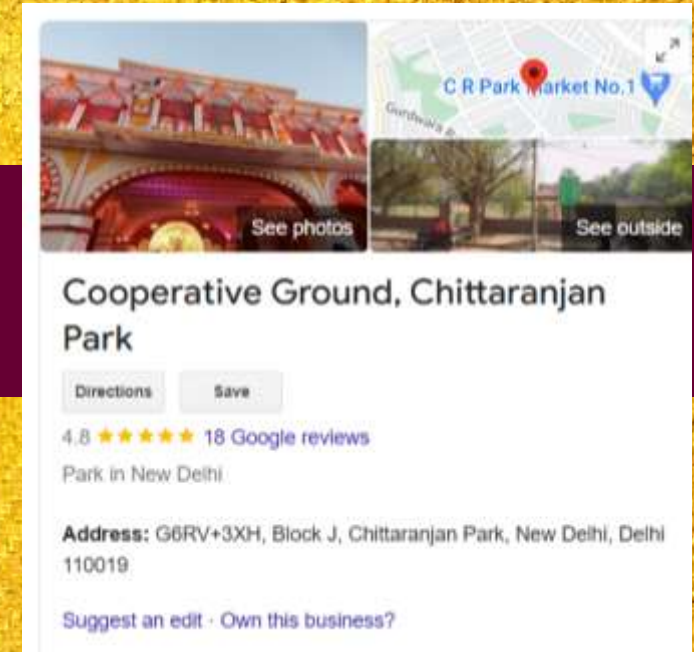 C R Park Market No.1
Gurdwara R
See photos
See outside
Cooperative Ground, Chittaranjan
Park
Directions
Save
4.8 ★★★★★ 18 Google reviews
Park in New Delhi
Address: G6RV+3XH, Block J, Chittaranjan Park, New Delhi, Delhi
110019
Suggest an edit · Own this business?